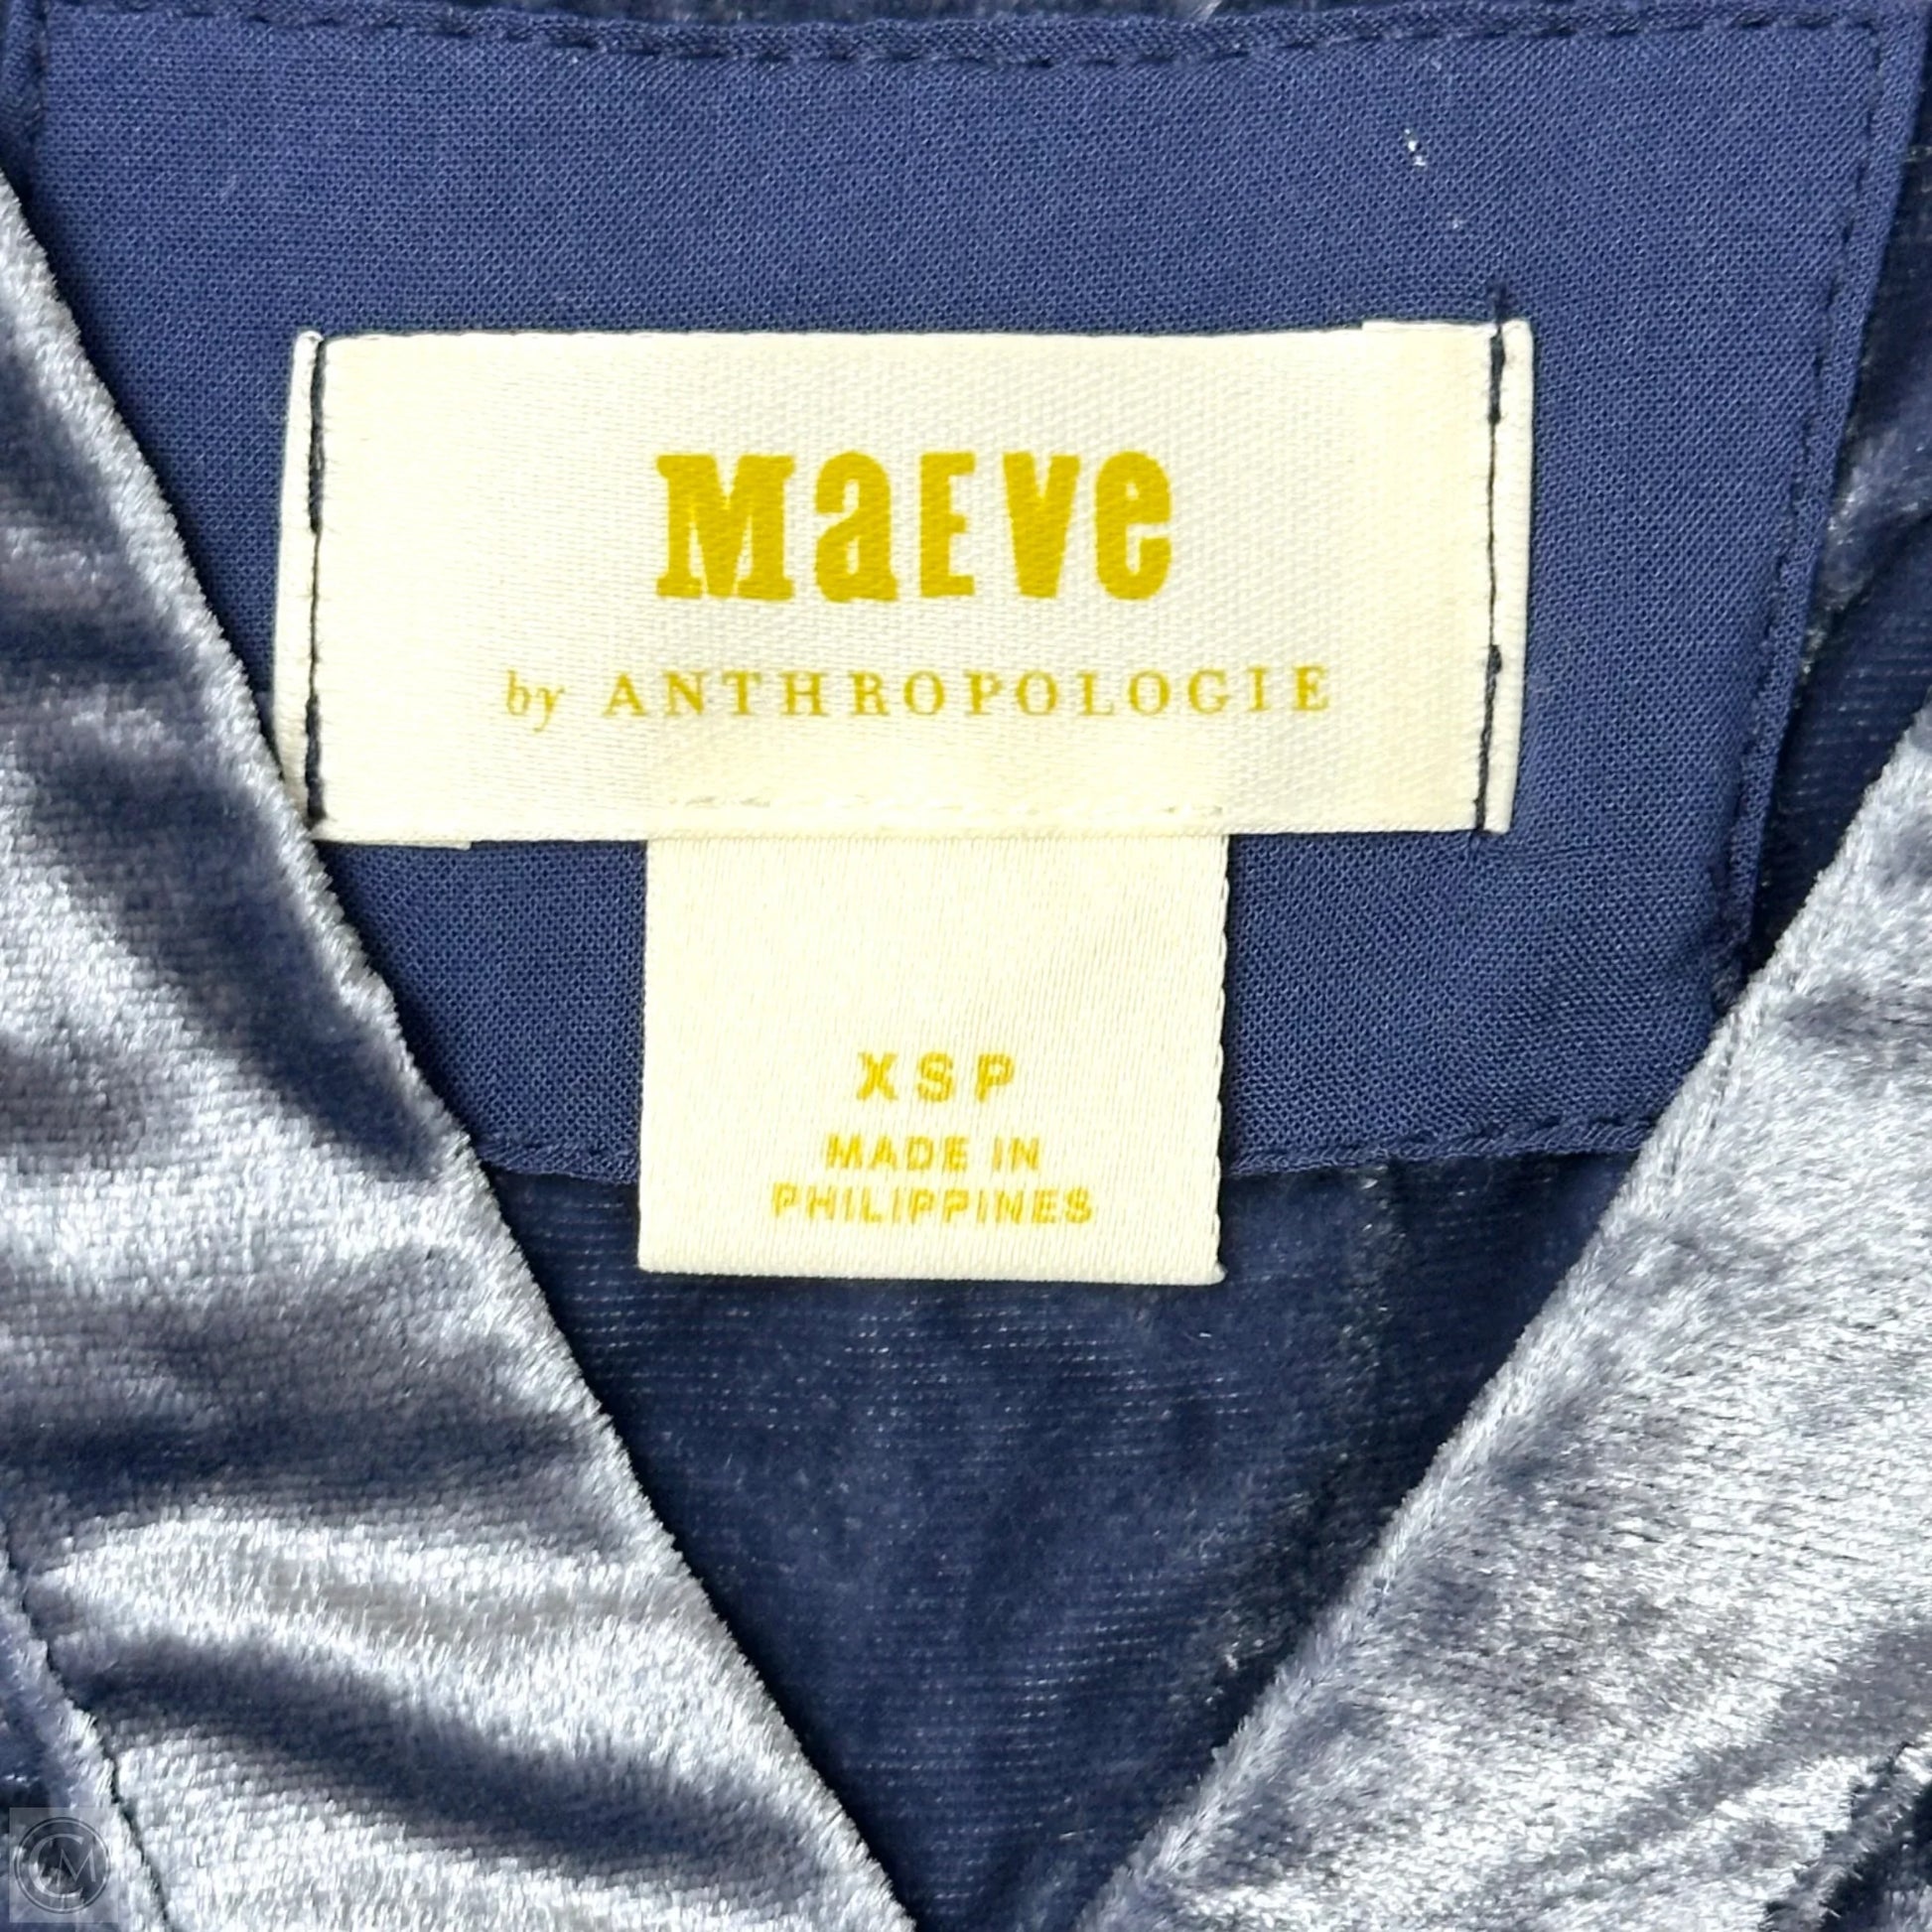 MaEVe
by ANTHROPOLOGIE
XSP
MADE IN
PHILIPPINES